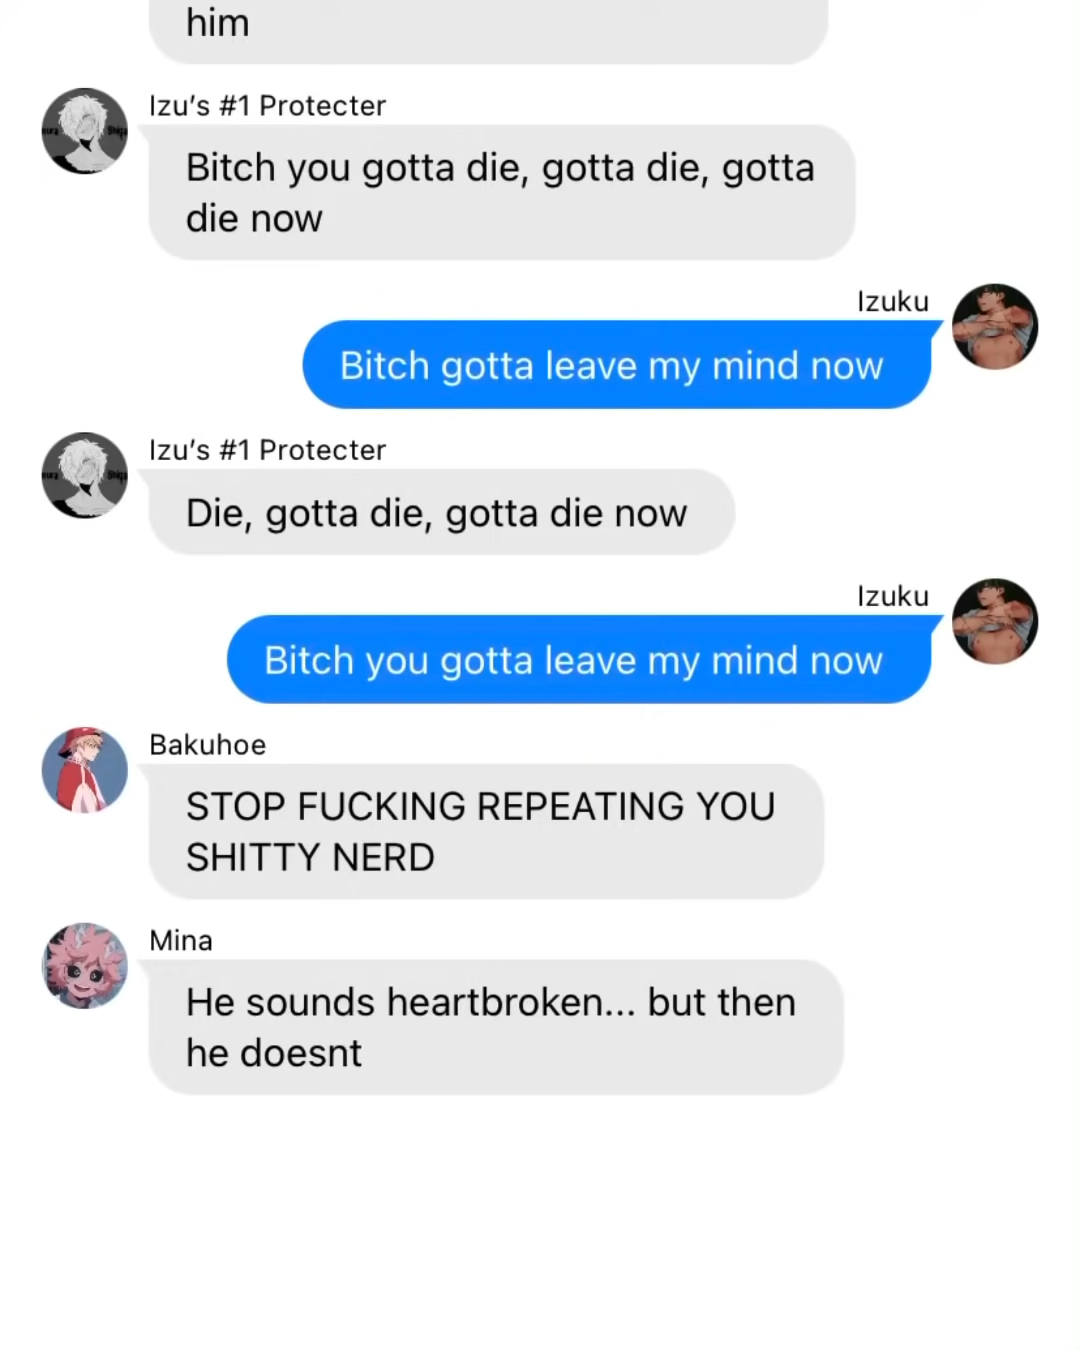 him
Izu's #1 Protecter
Bitch you gotta die, gotta die, gotta
die now
Izuku
Bitch gotta leave my mind now
Izu's #1 Protecter
Die, gotta die, gotta die now
Izuku
Bitch you gotta leave my mind now
Bakuhoe
STOP FUCKING REPEATING YOU
SHITTY NERD
Mina
He sounds heartbroken... but then
he doesnt